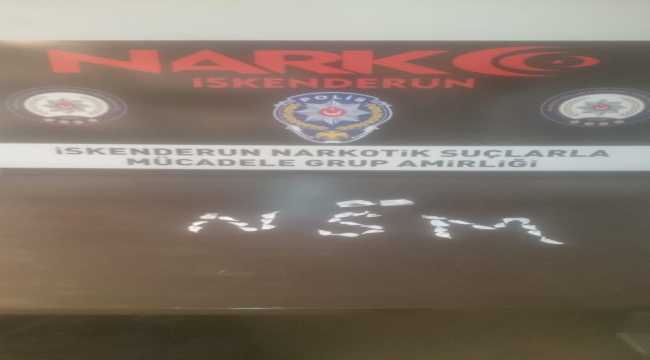 NARKO
İSKENDERUN
POLİS
İSKENDERUN NARKOTİK SUÇLARLA
MÜCADELE GRUP AMİRLİĞİ
NSM